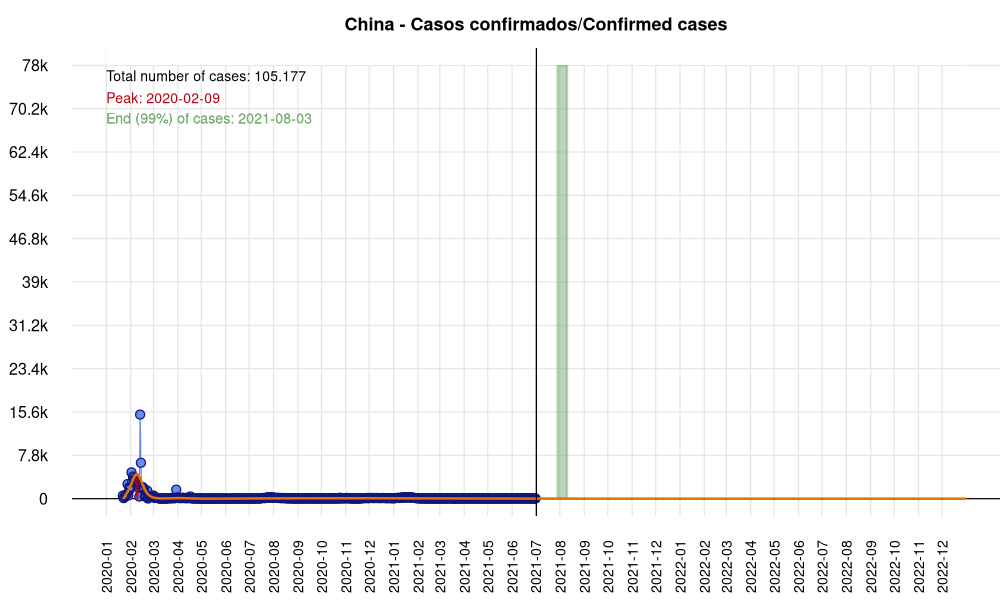 China - Casos confirmados/Confirmed cases
Total number of cases: 105.177
Peak: 2020-02-09
End (99%) of cases: 2021-08-03
78k
70.2k
62.4k
54.6k
46.8k
39k
31.2k
23.4k
15.6k
7.8k
0
2020-01
2020-02
2020-03
2020-04
2020-05
2020-06
2020-07
2020-08
2020-09
2020-10
2020-11
2020-12
2021-01
2021-02
2021-03
2021-04
2021-05
2021-06
2021-07
2021-08
2021-09
2021-10
2021-11
2021-12
2022-01
2022-02
2022-03
2022-04
2022-05
2022-06
2022-07
2022-08
2022-09
2022-10
2022-11
2022-12